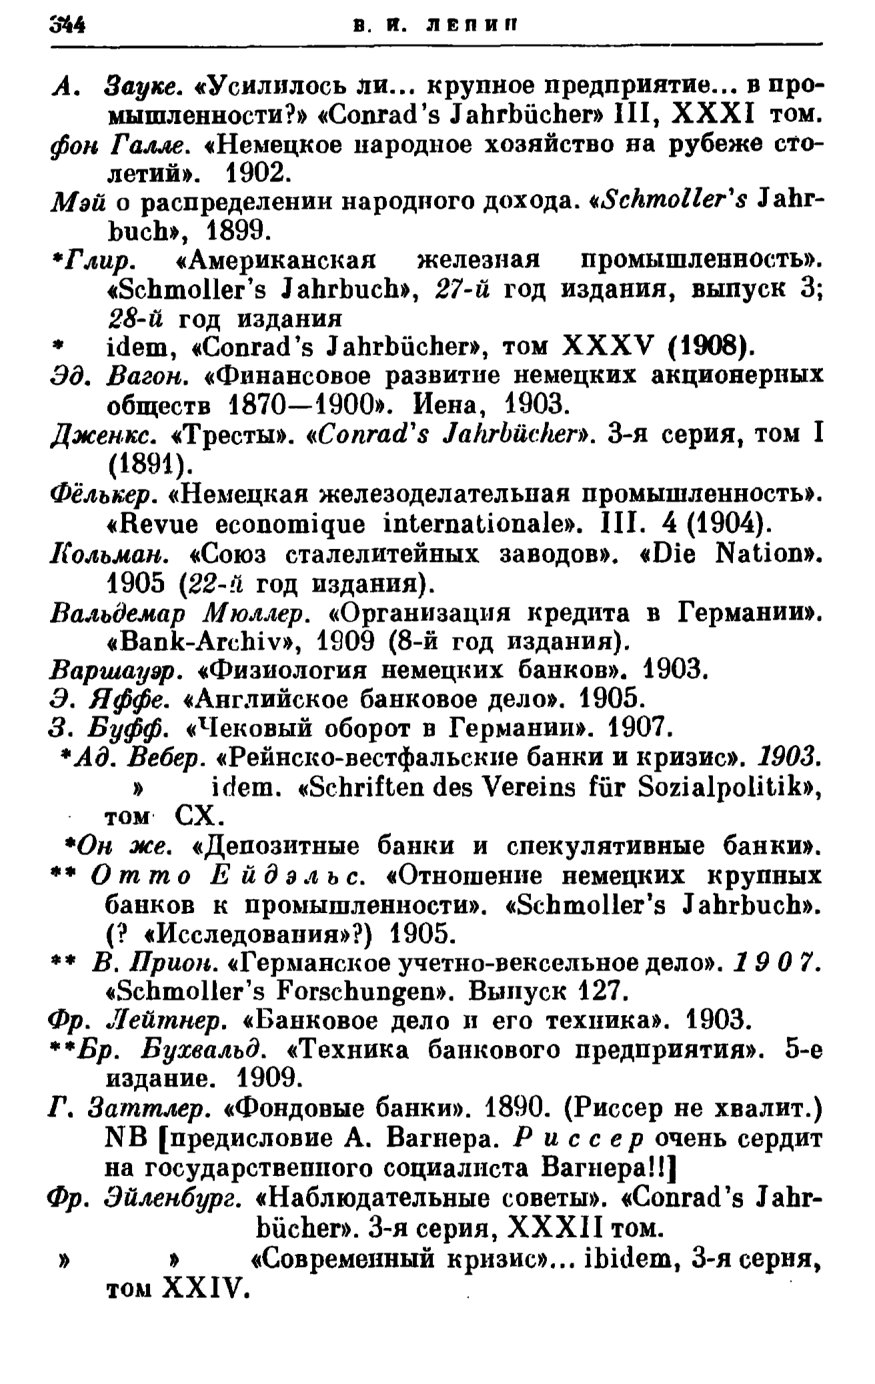 344 В. И. ЛЕНИН
А. Зауке. «Усилилось ли... крупное предприятие... в про-
мышленности?» «Conrad's Jahrbücher» III, XXXI том.
фон Галле. «Немецкое народное хозяйство на рубеже сто-
летий». 1902.
Мэй о распределении народного дохода. «Schmoller's Jahr-
buch», 1899.
*Глир. «Американская железная промышленность».
«Schmoller's Jahrbuch», 27-й год издания, выпуск 3;
28-й год издания
* idem, «Conrad's Jahrbücher», том XXXV (1908).
Эд. Вагон. «Финансовое развитие немецких акционерных
обществ 1870—1900». Иена, 1903.
Дженкс. «Тресты». «Conrad's Jahrbücher». 3-я серия, том I
(1891).
Фёлькер. «Немецкая железоделательная промышленность».
«Revue economique internationale». III. 4 (1904).
Кольман. «Союз сталелитейных заводов». «Die Nation».
1905 (22-й год издания).
Вальдемар Мюллер. «Организация кредита в Германии».
«Bank-Archiv», 1909 (8-й год издания).
Варшауэр. «Физиология немецких банков». 1903.
Э. Яффе. «Английское банковое дело». 1905.
З. Буфф. «Чековый оборот в Германии». 1907.
*Ад. Вебер. «Рейнско-вестфальские банки и кризис». 1903.
» idem. «Schriften des Vereins für Sozialpolitik»,
том CX.
*Он же. «Депозитные банки и спекулятивные банки».
** Отто Ейдэльс. «Отношение немецких крупных
банков к промышленности». «Schmoller's Jahrbuch».
(? «Исследования»?) 1905.
** В. Прион. «Германское учетно-вексельное дело». 1907.
«Schmoller's Forschungen». Выпуск 127.
Фр. Лейтнер. «Банковое дело и его техника». 1903.
**Бр. Бухвальд. «Техника банкового предприятия». 5-е
издание. 1909.
Г. Заттлер. «Фондовые банки». 1890. (Риссер не хвалит.)
NB [предисловие А. Вагнера. Риссер очень сердит
на государственного социалиста Вагнера!!]
Фр. Эйленбург. «Наблюдательные советы». «Conrad's Jahr-
bücher». 3-я серия, XXXII том.
» » «Современный кризис»... ibidem, 3-я серия,
том XXIV.